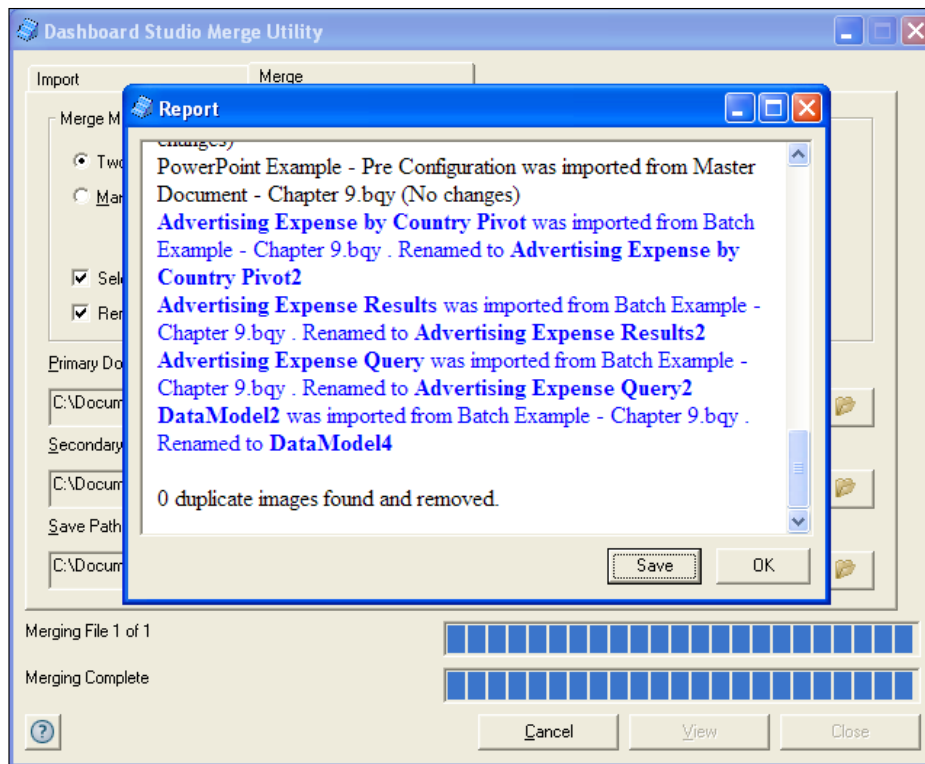 Dashboard Studio Merge Utility
Import
Merge
Merge M
Report
Two
Mar
Sele
Rer
changes)
PowerPoint Example - Pre Configuration was imported from Master
Document - Chapter 9.bqy (No changes)
Advertising Expense by Country Pivot was imported from Batch
Example - Chapter 9.bqy . Renamed to Advertising Expense by
Country Pivot2
Advertising Expense Results was imported from Batch Example -
Chapter 9.bqy . Renamed to Advertising Expense Results2
Advertising Expense Query was imported from Batch Example -
Chapter 9.bqy . Renamed to Advertising Expense Query2
DataModel2 was imported from Batch Example - Chapter 9.bqy .
Renamed to DataModel4
0 duplicate images found and removed.
Save
OK
Primary Do
C:\Docum
Secondary
C:\Docum
Save Path
C:\Docum
Merging File 1 of 1
Merging Complete
?
Cancel
View
Close